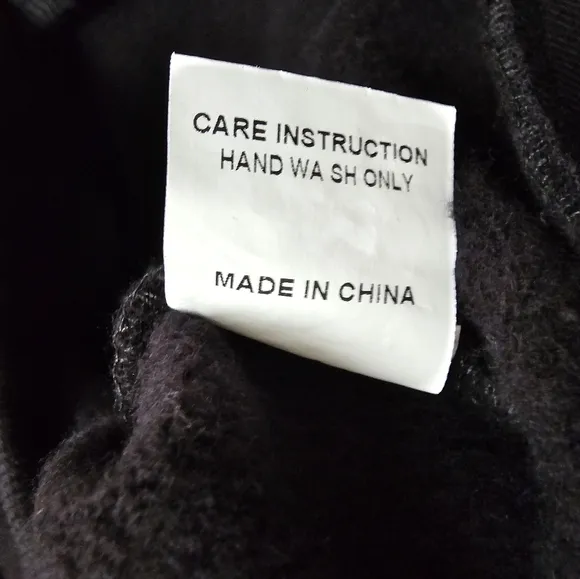 CARE INSTRUCTION
HAND WA SH ONLY
MADE IN CHINA